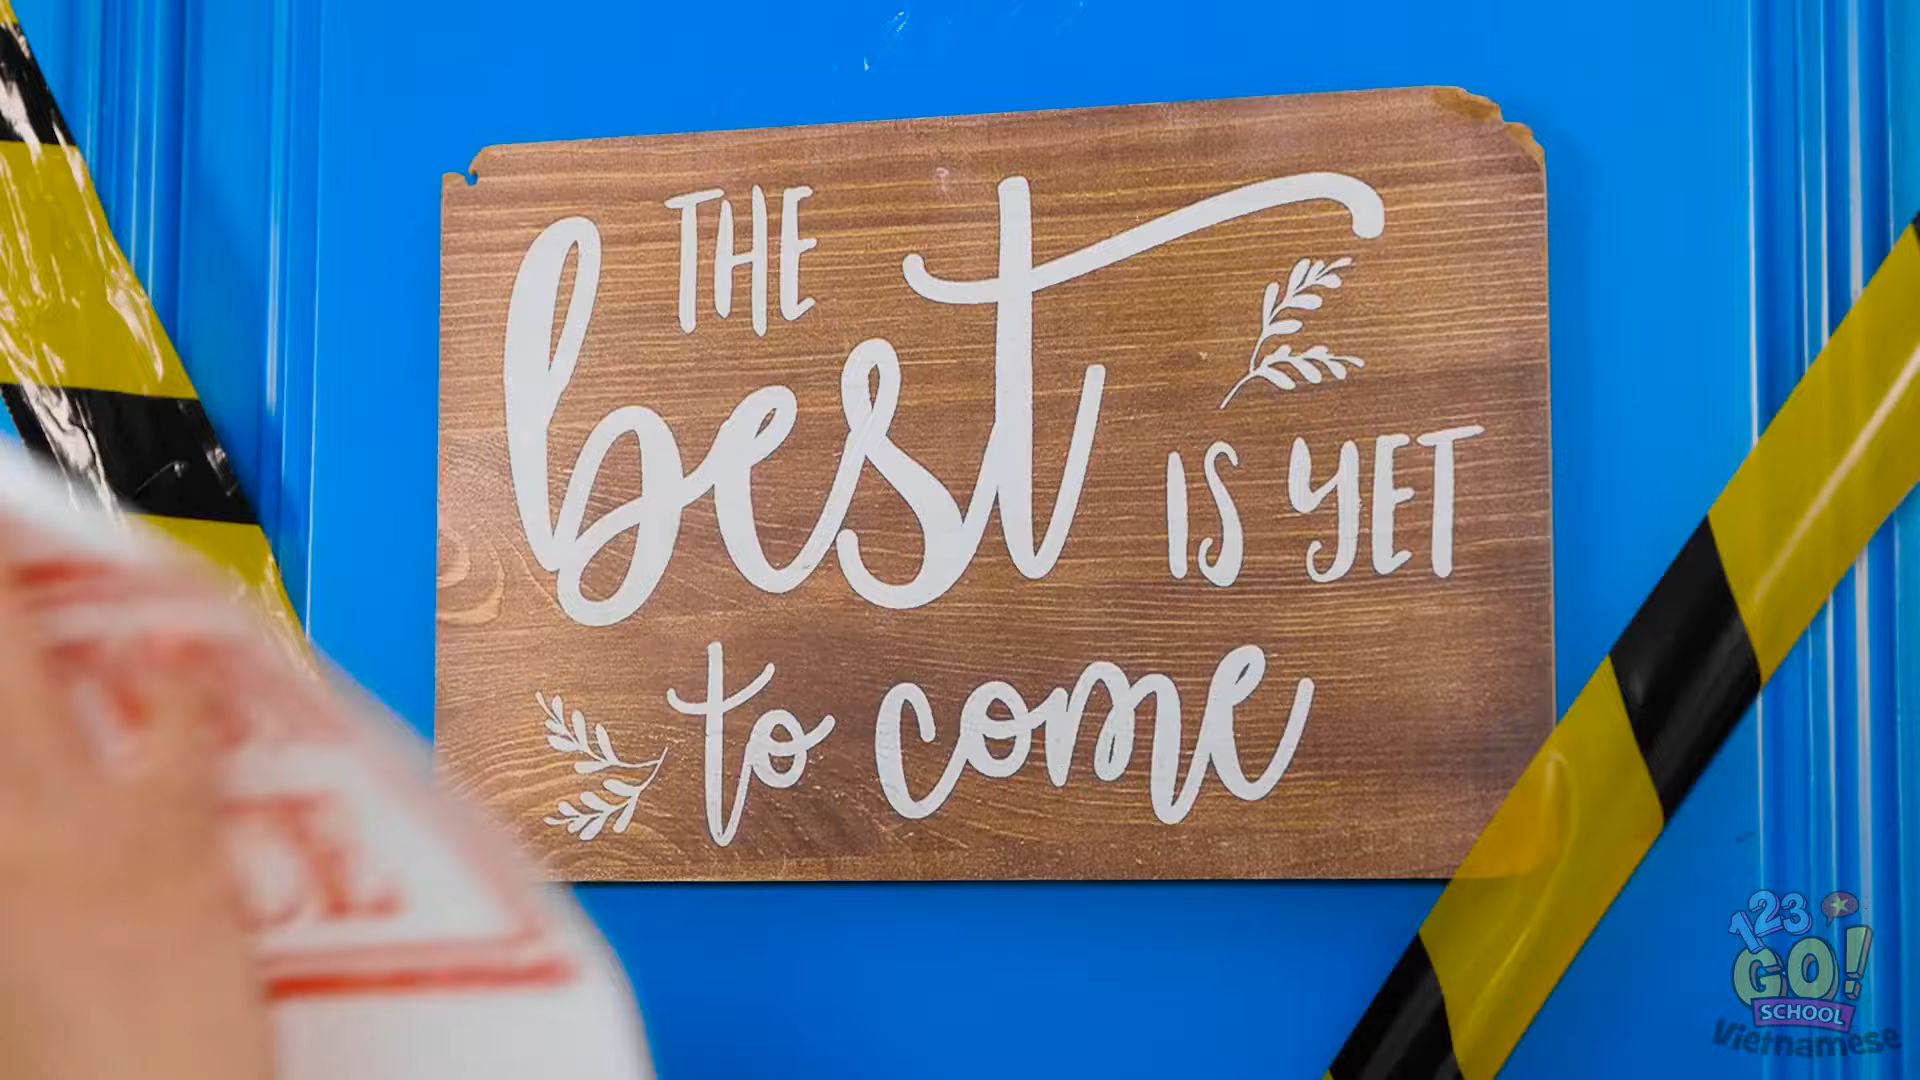 THE
best
IS YET
to come
123
GO!
SCHOOL
Vietnamese